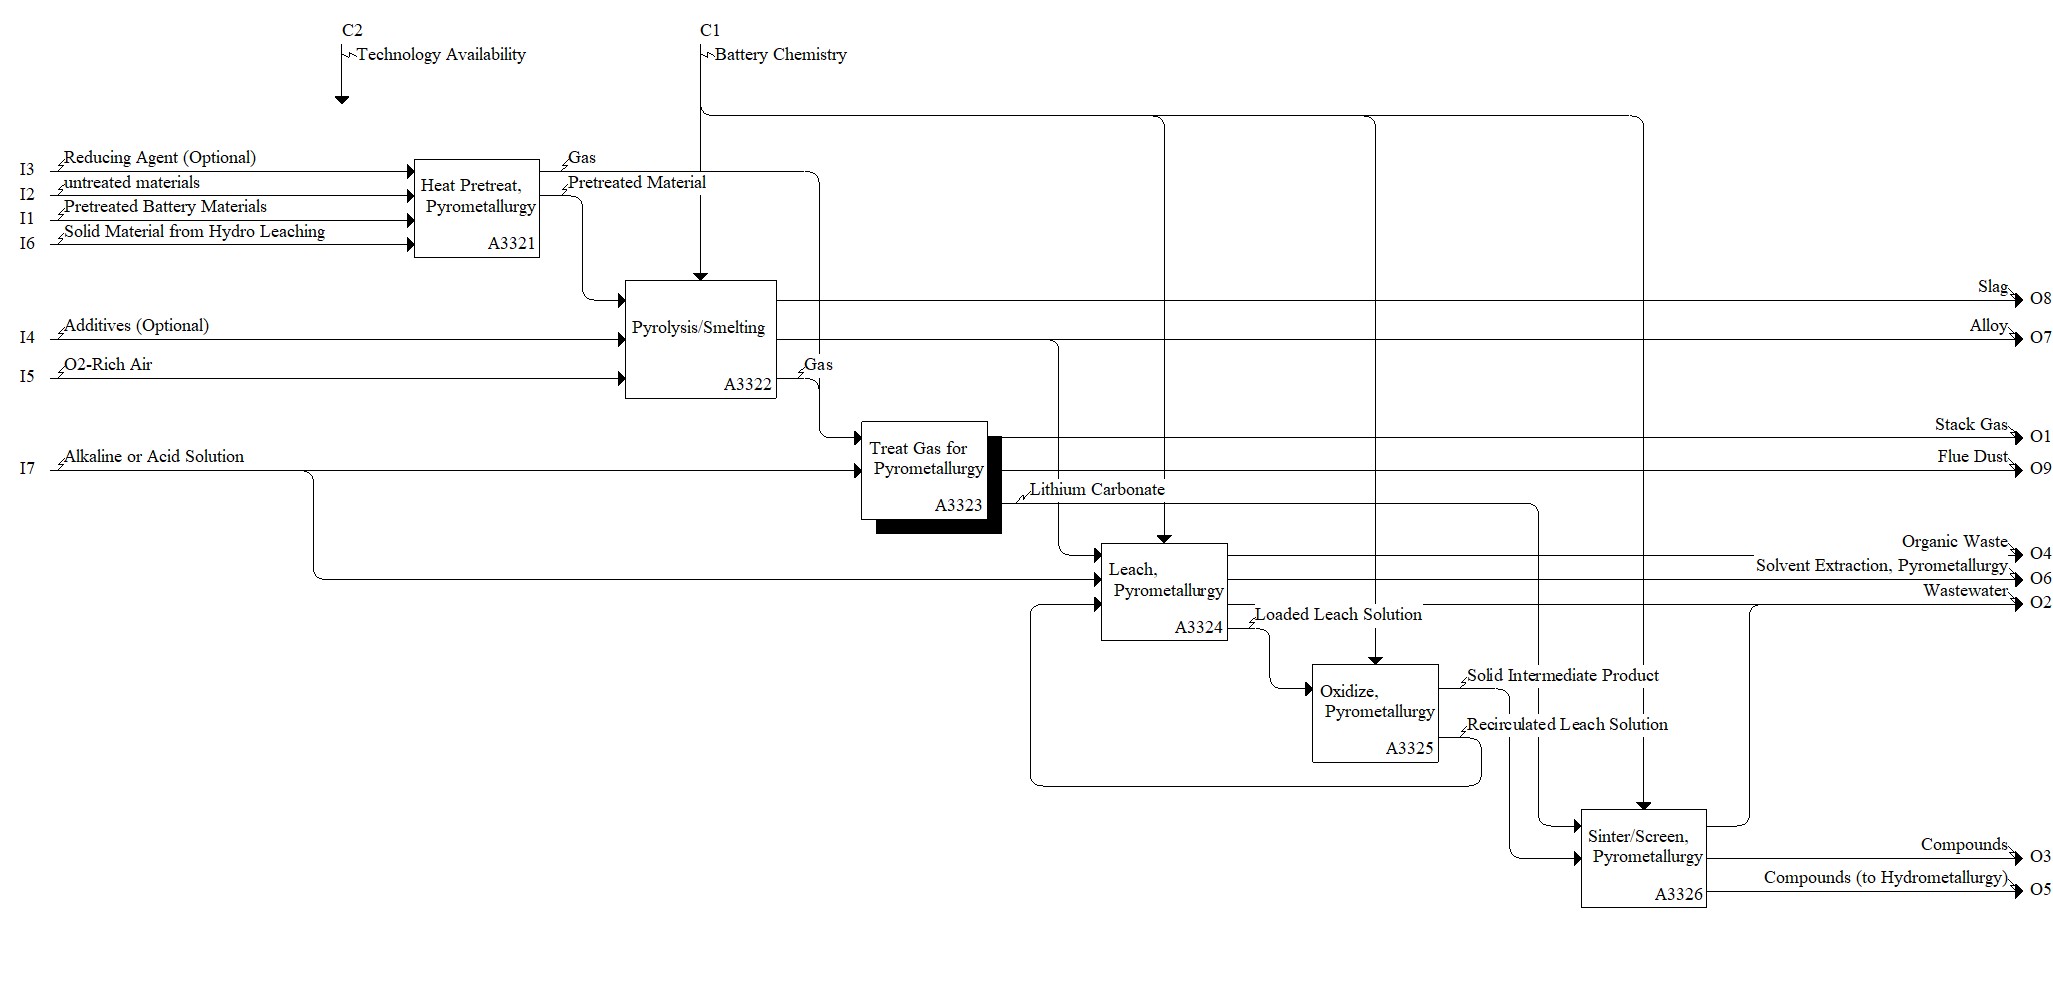 C2
Technology Availability
C1
Battery Chemistry
I3
Reducing Agent (Optional)
I2
untreated materials
I1
Pretreated Battery Materials
I6
Solid Material from Hydro Leaching
Heat Pretreat,
Pyrometallurgy
A3321
Gas
Pretreated Material
I4
Additives (Optional)
I5
O2-Rich Air
Pyrolysis/Smelting
A3322
Gas
Slag
O8
Alloy
O7
I7
Alkaline or Acid Solution
Treat Gas for
Pyrometallurgy
A3323
Stack Gas
O1
Flue Dust
O9
Lithium Carbonate
Leach,
Pyrometallurgy
A3324
Organic Waste
O4
Solvent Extraction, Pyrometallurgy
O6
Wastewater
O2
Loaded Leach Solution
Oxidize,
Pyrometallurgy
A3325
Solid Intermediate Product
Recirculated Leach Solution
Sinter/Screen,
Pyrometallurgy
A3326
Compounds
O3
Compounds (to Hydrometallurgy)
O5